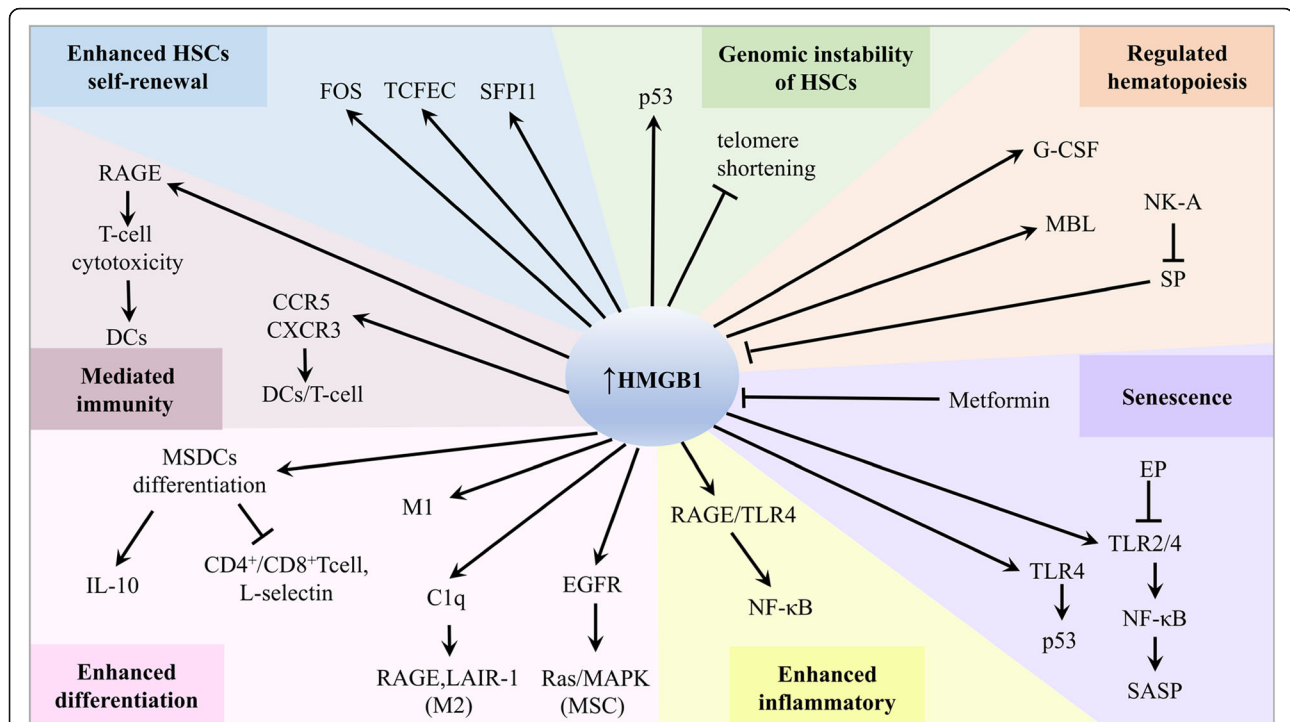 Enhanced HSCs
self-renewal
FOS
TCFEC
SFPI1
Genomic instability
of HSCs
p53
telomere
shortening
Regulated
hematopoiesis
G-CSF
MBL
NK-A
SP
RAGE
T-cell
cytotoxicity
DCs
CCR5
CXCR3
DCs/T-cell
Mediated
immunity
↑HMGB1
Metformin
Senescence
EP
TLR2/4
NF-κB
SASP
TLR4
p53
MSDCs
differentiation
IL-10
CD4⁺/CD8⁺Tcell,
L-selectin
M1
C1q
RAGE,LAIR-1
(M2)
EGFR
Ras/MAPK
(MSC)
RAGE/TLR4
NF-κB
Enhanced
differentiation
Enhanced
inflammatory